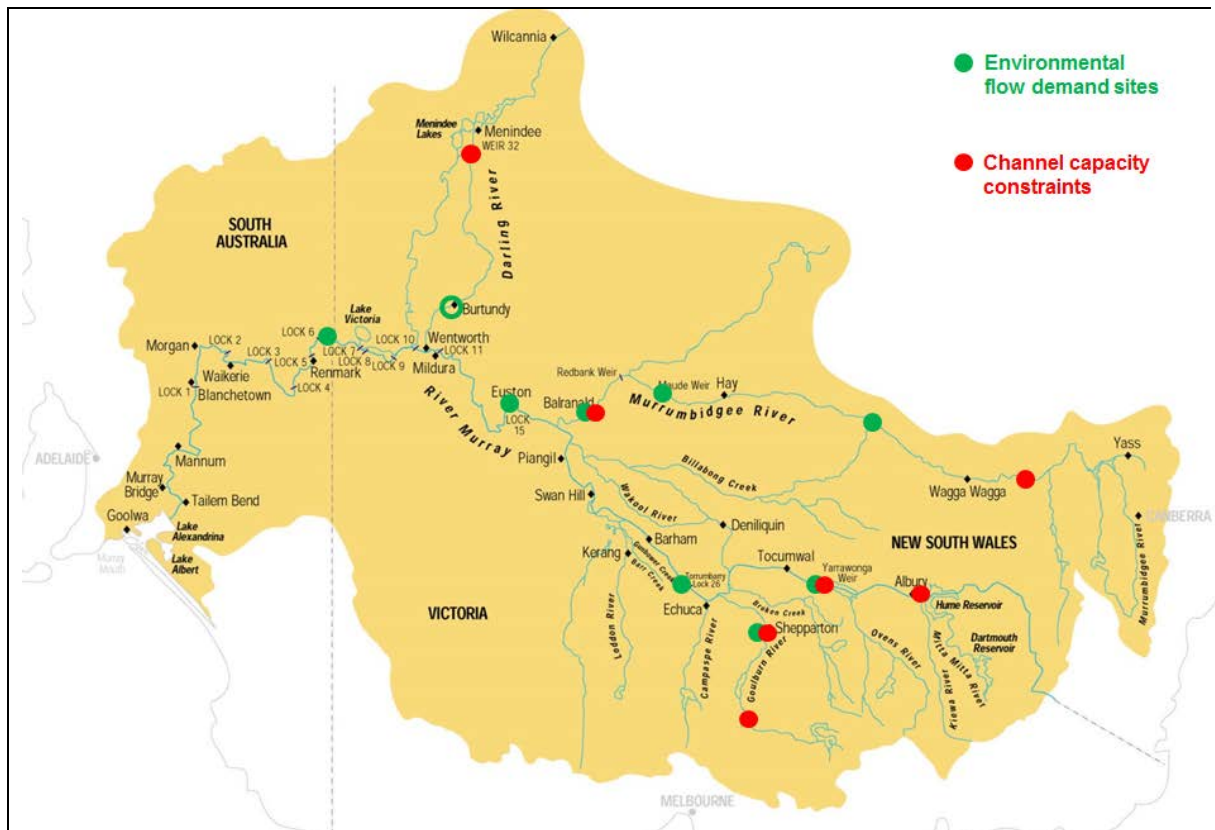 Wilcannia
Environmental
flow demand sites
Menindee
Lakes
Menindee
WEIR 32
Channel capacity
constraints
Darling River
SOUTH
AUSTRALIA
Burtundy
Lake
Victoria
LOCK 6
Morgan
LOCK 2
LOCK 3
LOCK 5
LOCK 7
LOCK 8
LOCK 9
LOCK 10
Wentworth
LOCK 11
Mildura
Renmark
Waikerie
LOCK 4
LOCK 1
Blanchetown
Redbank Weir
Maude Weir
Hay
Euston
LOCK
15
Balranald
Murrumbidgee River
River Murray
Yass
ADELAIDE
Mannum
Murray
Bridge
Tailem Bend
Goolwa
Lake
Alexandrina
Lake
Albert
Murray
Mouth
Piangil
Billabong Creek
Wagga Wagga
Swan Hill
Wakool River
Deniliquin
CANBERRA
Murrumbidgee River
NEW SOUTH WALES
Barham
Kerang
Gunbower Creek
Barr Creek
Tocumwal
Yarrawonga
Weir
Albury
Hume Reservoir
Torrumbarry
Lock 26
Echuca
Broken Creek
Shepparton
VICTORIA
Loddon River
Campaspe River
Goulburn River
Ovens River
Kiewa River
Mitta Mitta River
Dartmouth
Reservoir
MELBOURNE